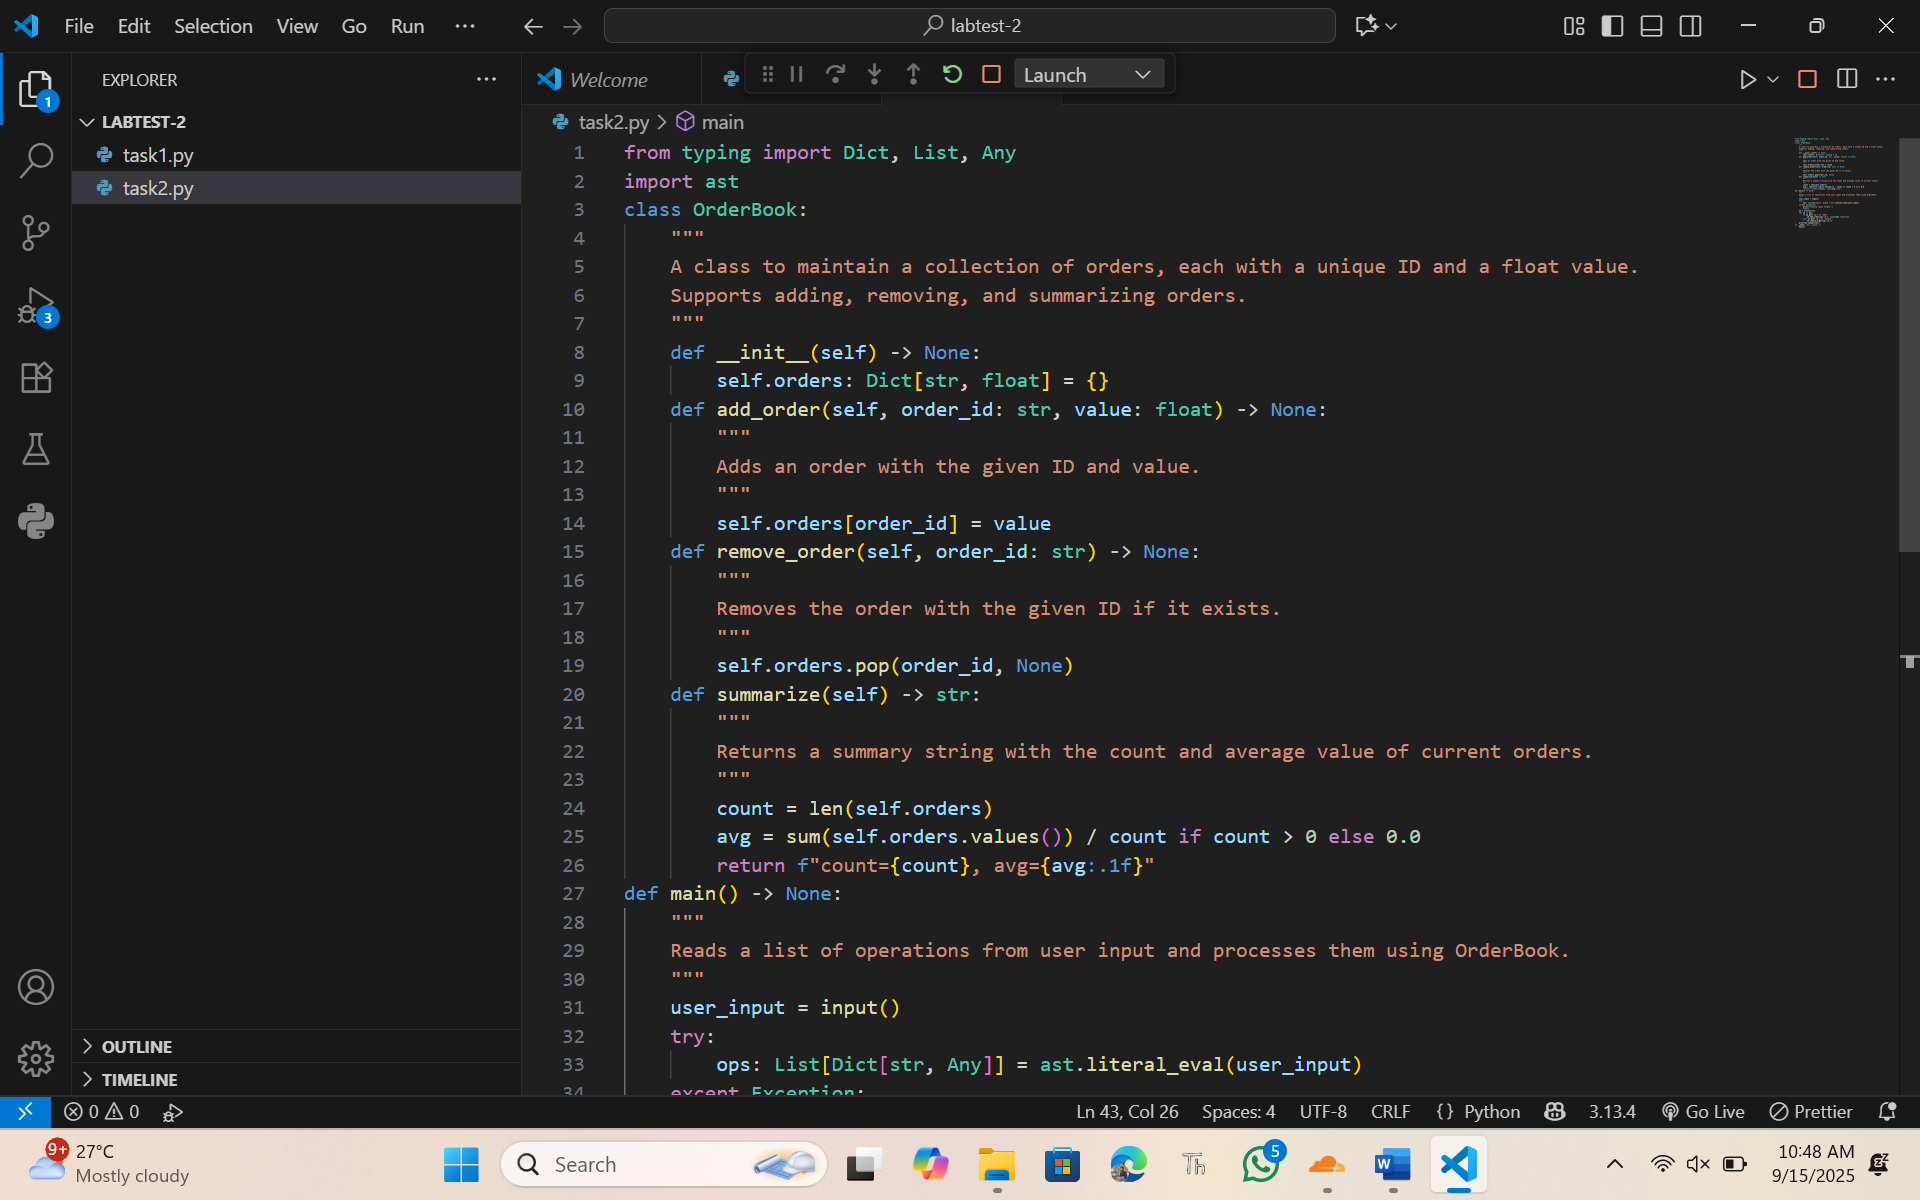 File Edit Selection View Go Run ···
labtest-2
EXPLORER ···
1
LABTEST-2
task1.py
task2.py
3
Welcome
Launch
task2.py > main
1 from typing import Dict, List, Any
2 import ast
3 class OrderBook:
4 """
5 A class to maintain a collection of orders, each with a unique ID and a float value.
6 Supports adding, removing, and summarizing orders.
7 """
8 def __init__(self) -> None:
9 self.orders: Dict[str, float] = {}
10 def add_order(self, order_id: str, value: float) -> None:
11 """
12 Adds an order with the given ID and value.
13 """
14 self.orders[order_id] = value
15 def remove_order(self, order_id: str) -> None:
16 """
17 Removes the order with the given ID if it exists.
18 """
19 self.orders.pop(order_id, None)
20 def summarize(self) -> str:
21 """
22 Returns a summary string with the count and average value of current orders.
23 """
24 count = len(self.orders)
25 avg = sum(self.orders.values()) / count if count > 0 else 0.0
26 return f"count={count}, avg={avg:.1f}"
27 def main() -> None:
28 """
29 Reads a list of operations from user input and processes them using OrderBook.
30 """
31 user_input = input()
32 try:
33 ops: List[Dict[str, Any]] = ast.literal_eval(user_input)
34 except Exception:
OUTLINE
TIMELINE
0 0 Ln 43, Col 26 Spaces: 4 UTF-8 CRLF {} Python 3.13.4 Go Live Prettier
9+ 27°C
Mostly cloudy
Search
Th
5
W
10:48 AM
9/15/2025